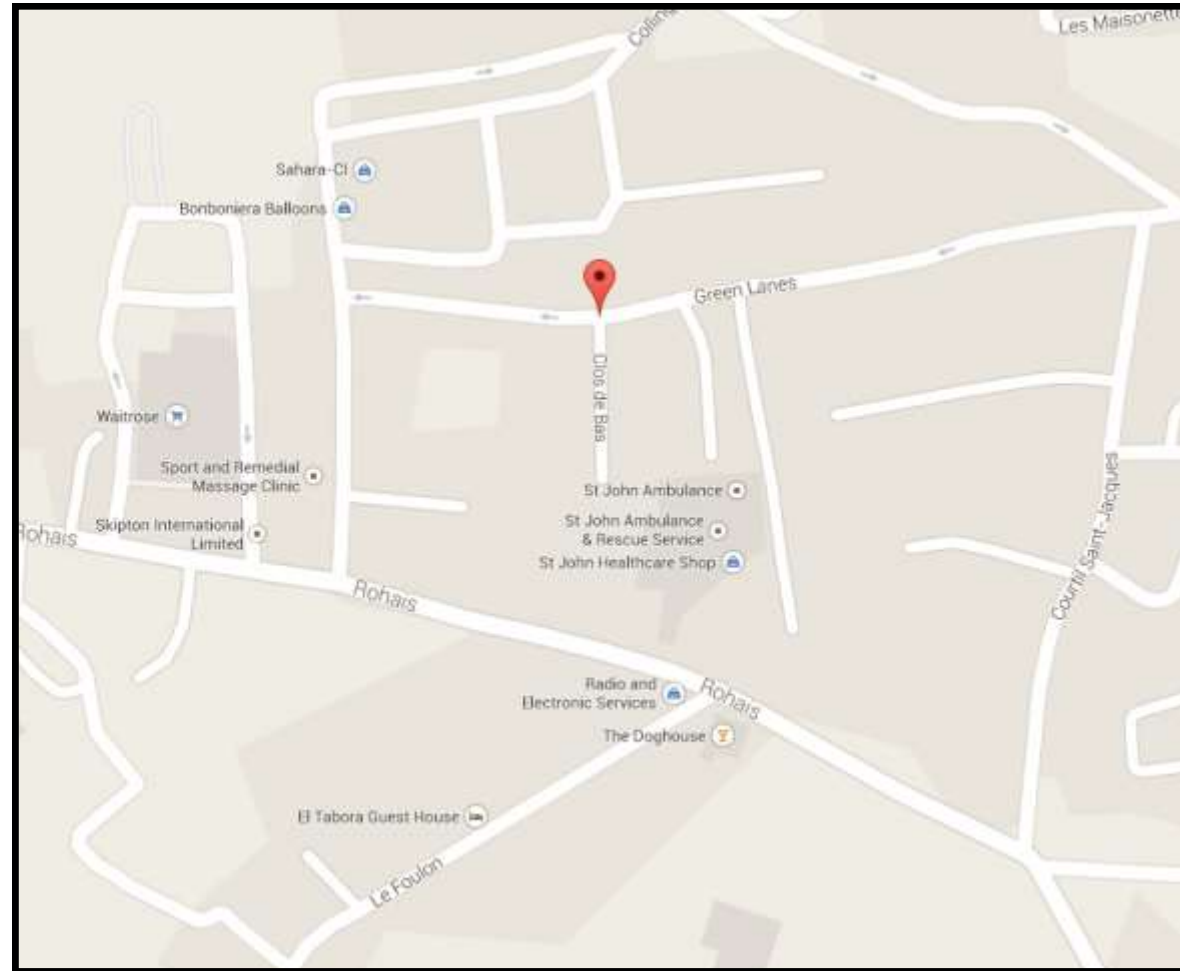 Les Maisonett
Colling
Sahara-CI
Bonboniera Balloons
Green Lanes
Clos de Bas
Waitrose
Sport and Remedial
Massage Clinic
St John Ambulance
Skipton International
Limited
St John Ambulance
& Rescue Service
St John Healthcare Shop
Rohais
Rohais
Courtil Saint-Jacques
Radio and
Electronic Services
Rohais
The Doghouse
El Tabora Guest House
Le Foulon